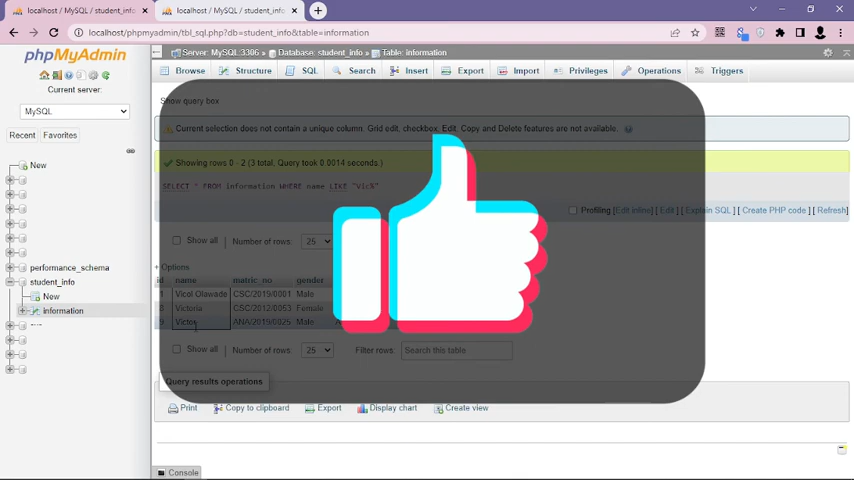 localhost / MySQL / student_info
localhost / MySQL / student_info
localhost/phpmyadmin/tbl_sql.php?db=student_info&table=information
phpMyAdmin
Current server:
MySQL
Recent
Favorites
New
performance_schema
student_info
New
information
Server: MySQL:3306 » Database: student_info » Table: information
Browse
Structure
SQL
Search
Insert
Export
Import
Privileges
Operations
Triggers
Show query box
Current selection does not contain a unique column. Grid edit, checkbox, Edit, Copy and Delete features are not available.
Showing rows 0 - 2 (3 total, Query took 0.0014 seconds.)
SELECT * FROM information WHERE name LIKE "Vic%"
Profiling [Edit inline] [ Edit ] [ Explain SQL ] [ Create PHP code ] [ Refresh]
Show all
Number of rows:
25
+ Options
id name matric_no gender
1 Vicol Olawade CSC/2019/0001 Male
8 Victoria CSC/2012/0053 Female
9 Victor ANA/2019/0025 Male A
Show all
Number of rows:
25
Filter rows:
Search this table
Query results operations
Print
Copy to clipboard
Export
Display chart
Create view
Console